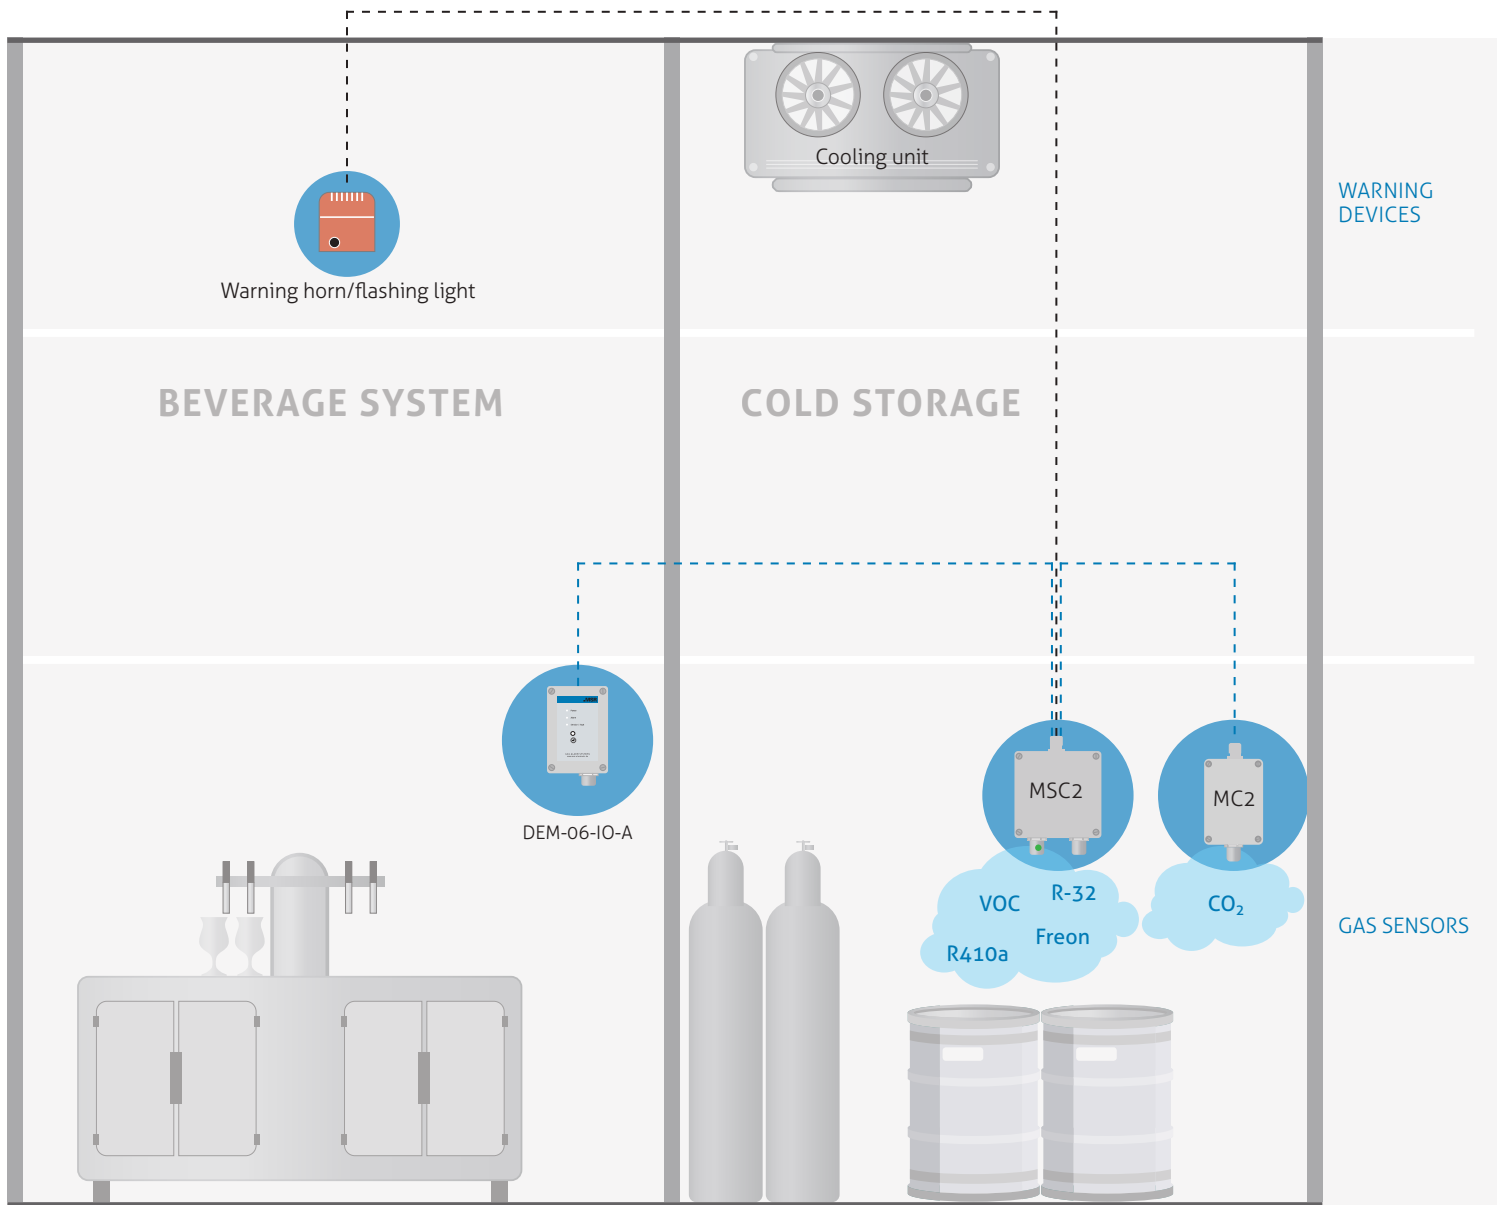 Cooling unit
WARNING
DEVICES
Warning horn/flashing light
BEVERAGE SYSTEM
COLD STORAGE
MSC2
MC2
DEM-06-IO-A
VOC
R-32
CO₂
Freon
R410a
GAS SENSORS